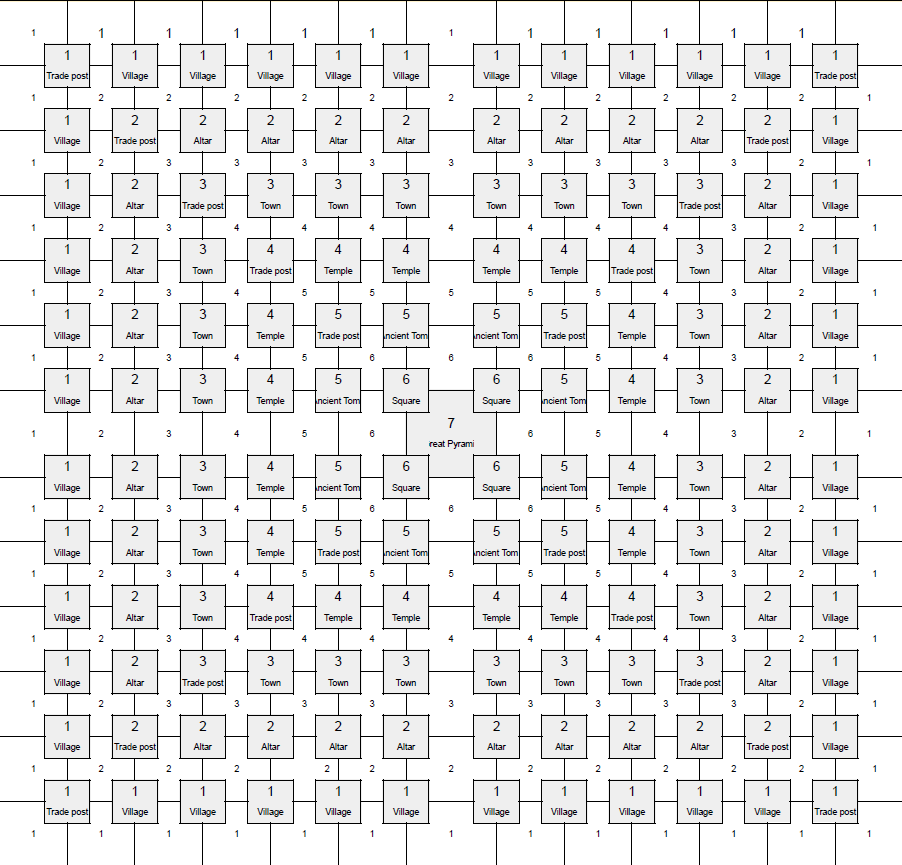 1 1 1 1 1 1 1 1 1 1 1 1
1 1 1 1 1 1 1 1 1 1 1 1
Trade post Village Village Village Village Village Village Village Village Village Village Trade post
1 2 2 2 2 2 2 2 2 2 2 2 1
1 2 2 2 2 2 2 2 2 2 2 1
Village Trade post Altar Altar Altar Altar Altar Altar Altar Altar Trade post Village
1 2 3 3 3 3 3 3 3 3 3 2 1
1 2 3 3 3 3 3 3 3 3 2 1
Village Altar Trade post Town Town Town Town Town Town Trade post Altar Village
1 2 3 4 4 4 4 4 4 4 3 2 1
1 2 3 4 4 4 4 4 4 3 2 1
Village Altar Town Trade post Temple Temple Temple Temple Trade post Town Altar Village
1 2 3 4 5 5 5 5 5 4 3 2 1
1 2 3 4 5 5 5 5 4 3 2 1
Village Altar Town Temple Trade post Ancient Tom Ancient Tom Trade post Temple Town Altar Village
1 2 3 4 5 6 6 6 5 4 3 2 1
1 2 3 4 5 6 6 5 4 3 2 1
Village Altar Town Temple Ancient Tom Square Square Ancient Tom Temple Town Altar Village
7
1 2 3 4 5 6 6 5 4 3 2 1
reat Pyrami
1 2 3 4 5 6 6 5 4 3 2 1
Village Altar Town Temple Ancient Tom Square Square Ancient Tom Temple Town Altar Village
1 2 3 4 5 6 6 6 5 4 3 2 1
1 2 3 4 5 5 5 5 4 3 2 1
Village Altar Town Temple Trade post Ancient Tom Ancient Tom Trade post Temple Town Altar Village
1 2 3 4 5 5 5 5 5 4 3 2 1
1 2 3 4 4 4 4 4 4 3 2 1
Village Altar Town Trade post Temple Temple Temple Temple Trade post Town Altar Village
1 2 3 4 4 4 4 4 4 4 3 2 1
1 2 3 3 3 3 3 3 3 3 2 1
Village Altar Trade post Town Town Town Town Town Town Trade post Altar Village
1 2 3 3 3 3 3 3 3 3 3 2 1
1 2 2 2 2 2 2 2 2 2 2 1
Village Trade post Altar Altar Altar Altar Altar Altar Altar Altar Trade post Village
1 2 2 2 2 2 2 2 2 2 2 2 1
1 1 1 1 1 1 1 1 1 1 1 1
Trade post Village Village Village Village Village Village Village Village Village Village Trade post
1 1 1 1 1 1 1 1 1 1 1 1 1